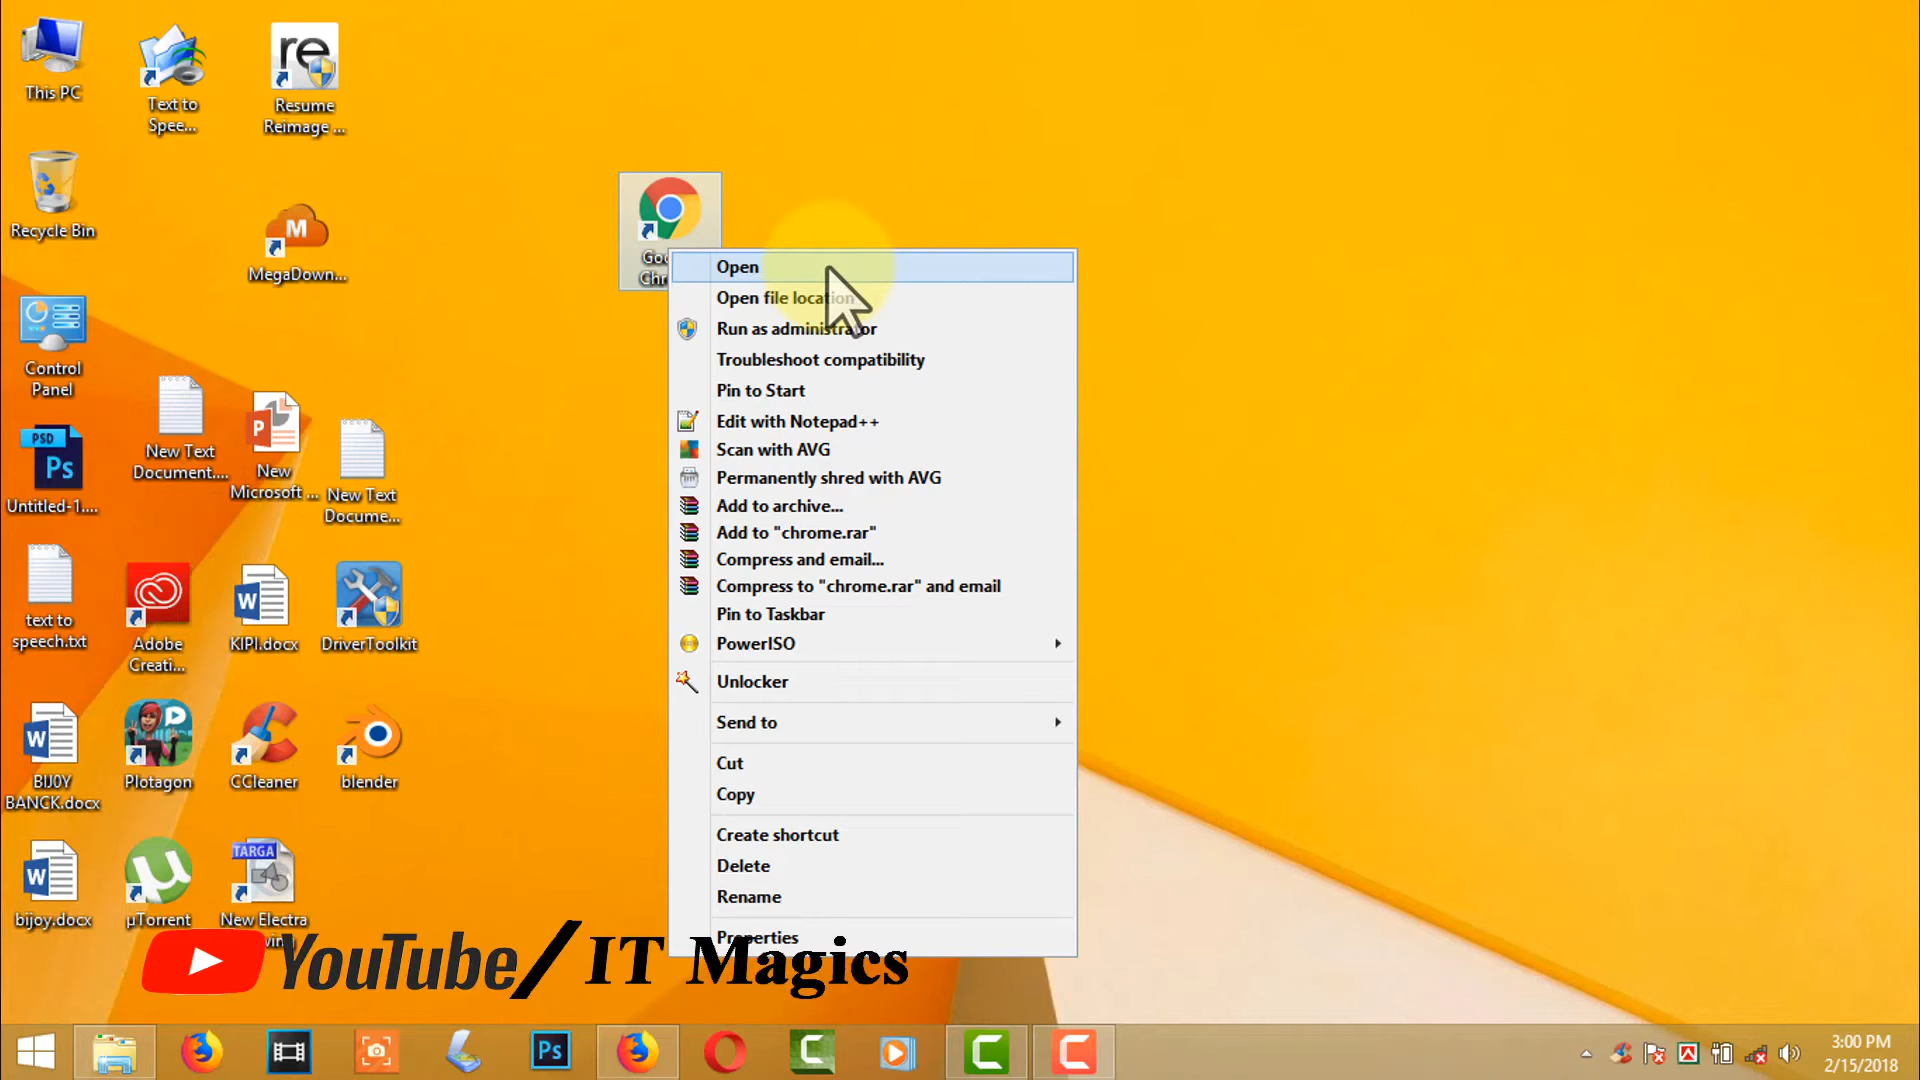 This PC
Text to
Spee...
re
Resume
Reimage ...
Recycle Bin
M
MegaDown...
Control
Panel
PSD
Ps
Untitled-1....
New Text
Document....
P
New
Microsoft ...
New Text
Docume...
text to
speech.txt
Adobe
Creati...
W
KIPI.docx
DriverToolkit
W
BIJOY
BANCK.docx
P
Plotagon
CCleaner
blender
W
bijoy.docx
µ
µTorrent
TARGA
New Electra
Open
Open file location
Run as administrator
Troubleshoot compatibility
Pin to Start
Edit with Notepad++
Scan with AVG
Permanently shred with AVG
Add to archive...
Add to "chrome.rar"
Compress and email...
Compress to "chrome.rar" and email
Pin to Taskbar
PowerISO
Unlocker
Send to
Cut
Copy
Create shortcut
Delete
Rename
Properties
YouTube/IT Magics
Ps
3:00 PM
2/15/2018